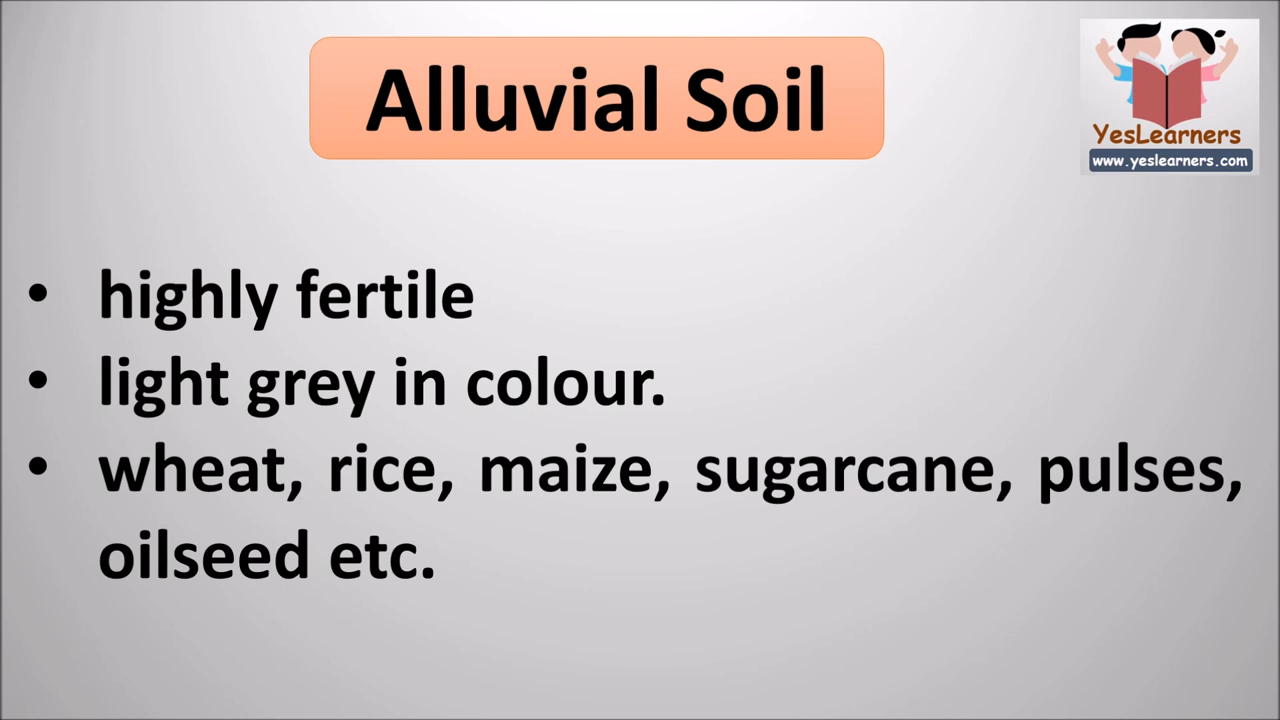 Alluvial Soil
YesLearners
www.yeslearners.com
• highly fertile
• light grey in colour.
• wheat, rice, maize, sugarcane, pulses,
oilseed etc.